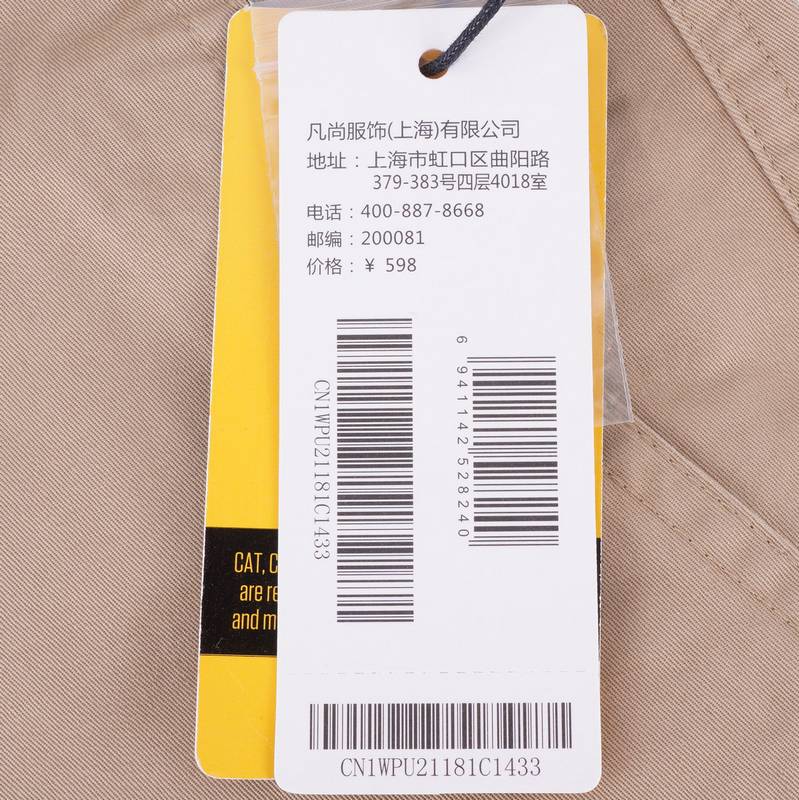 凡尚服饰(上海)有限公司
地址：上海市虹口区曲阳路
379-383号四层4018室
电话：400-887-8668
邮编：200081
价格：¥ 598
CN1WPU21181C1433
6 941142 528240
CAT, C
are re
and m
CN1WPU21181C1433